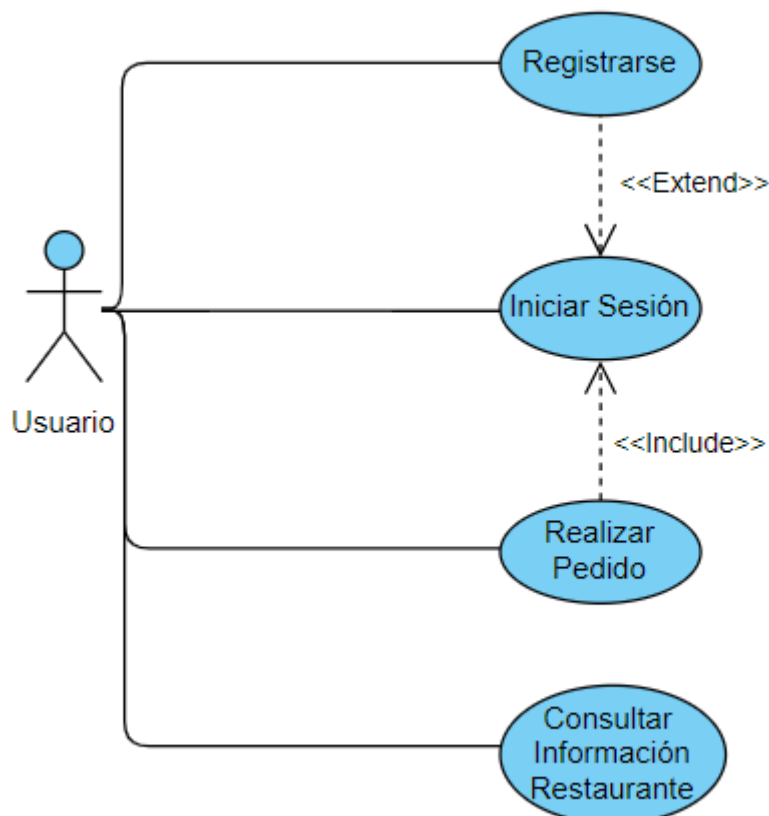 Registrarse
<<Extend>>
Iniciar Sesión
Usuario
<<Include>>
Realizar
Pedido
Consultar
Información
Restaurante